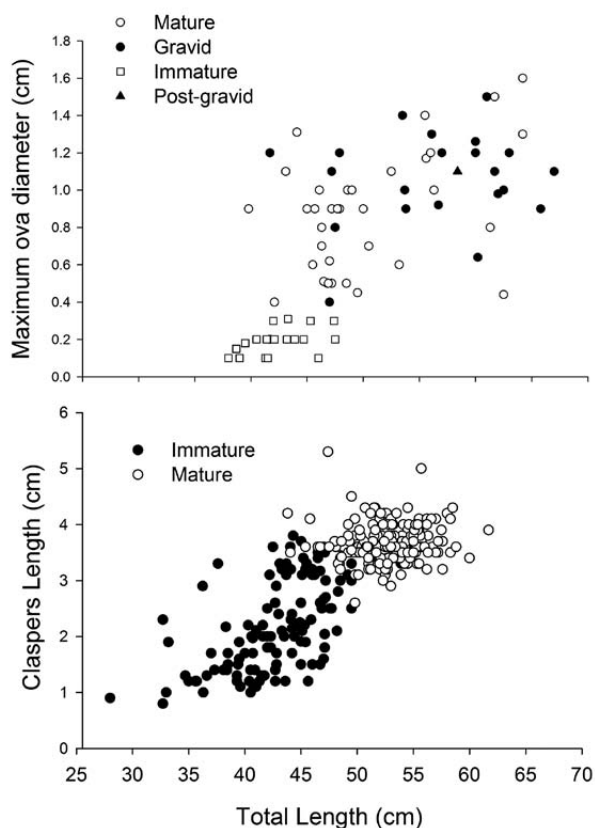 Mature
Gravid
Immature
Post-gravid
Maximum ova diameter (cm)
1.8
1.6
1.4
1.2
1.0
0.8
0.6
0.4
0.2
0.0
Immature
Mature
Claspers Length (cm)
6
5
4
3
2
1
0
25 30 35 40 45 50 55 60 65 70
Total Length (cm)